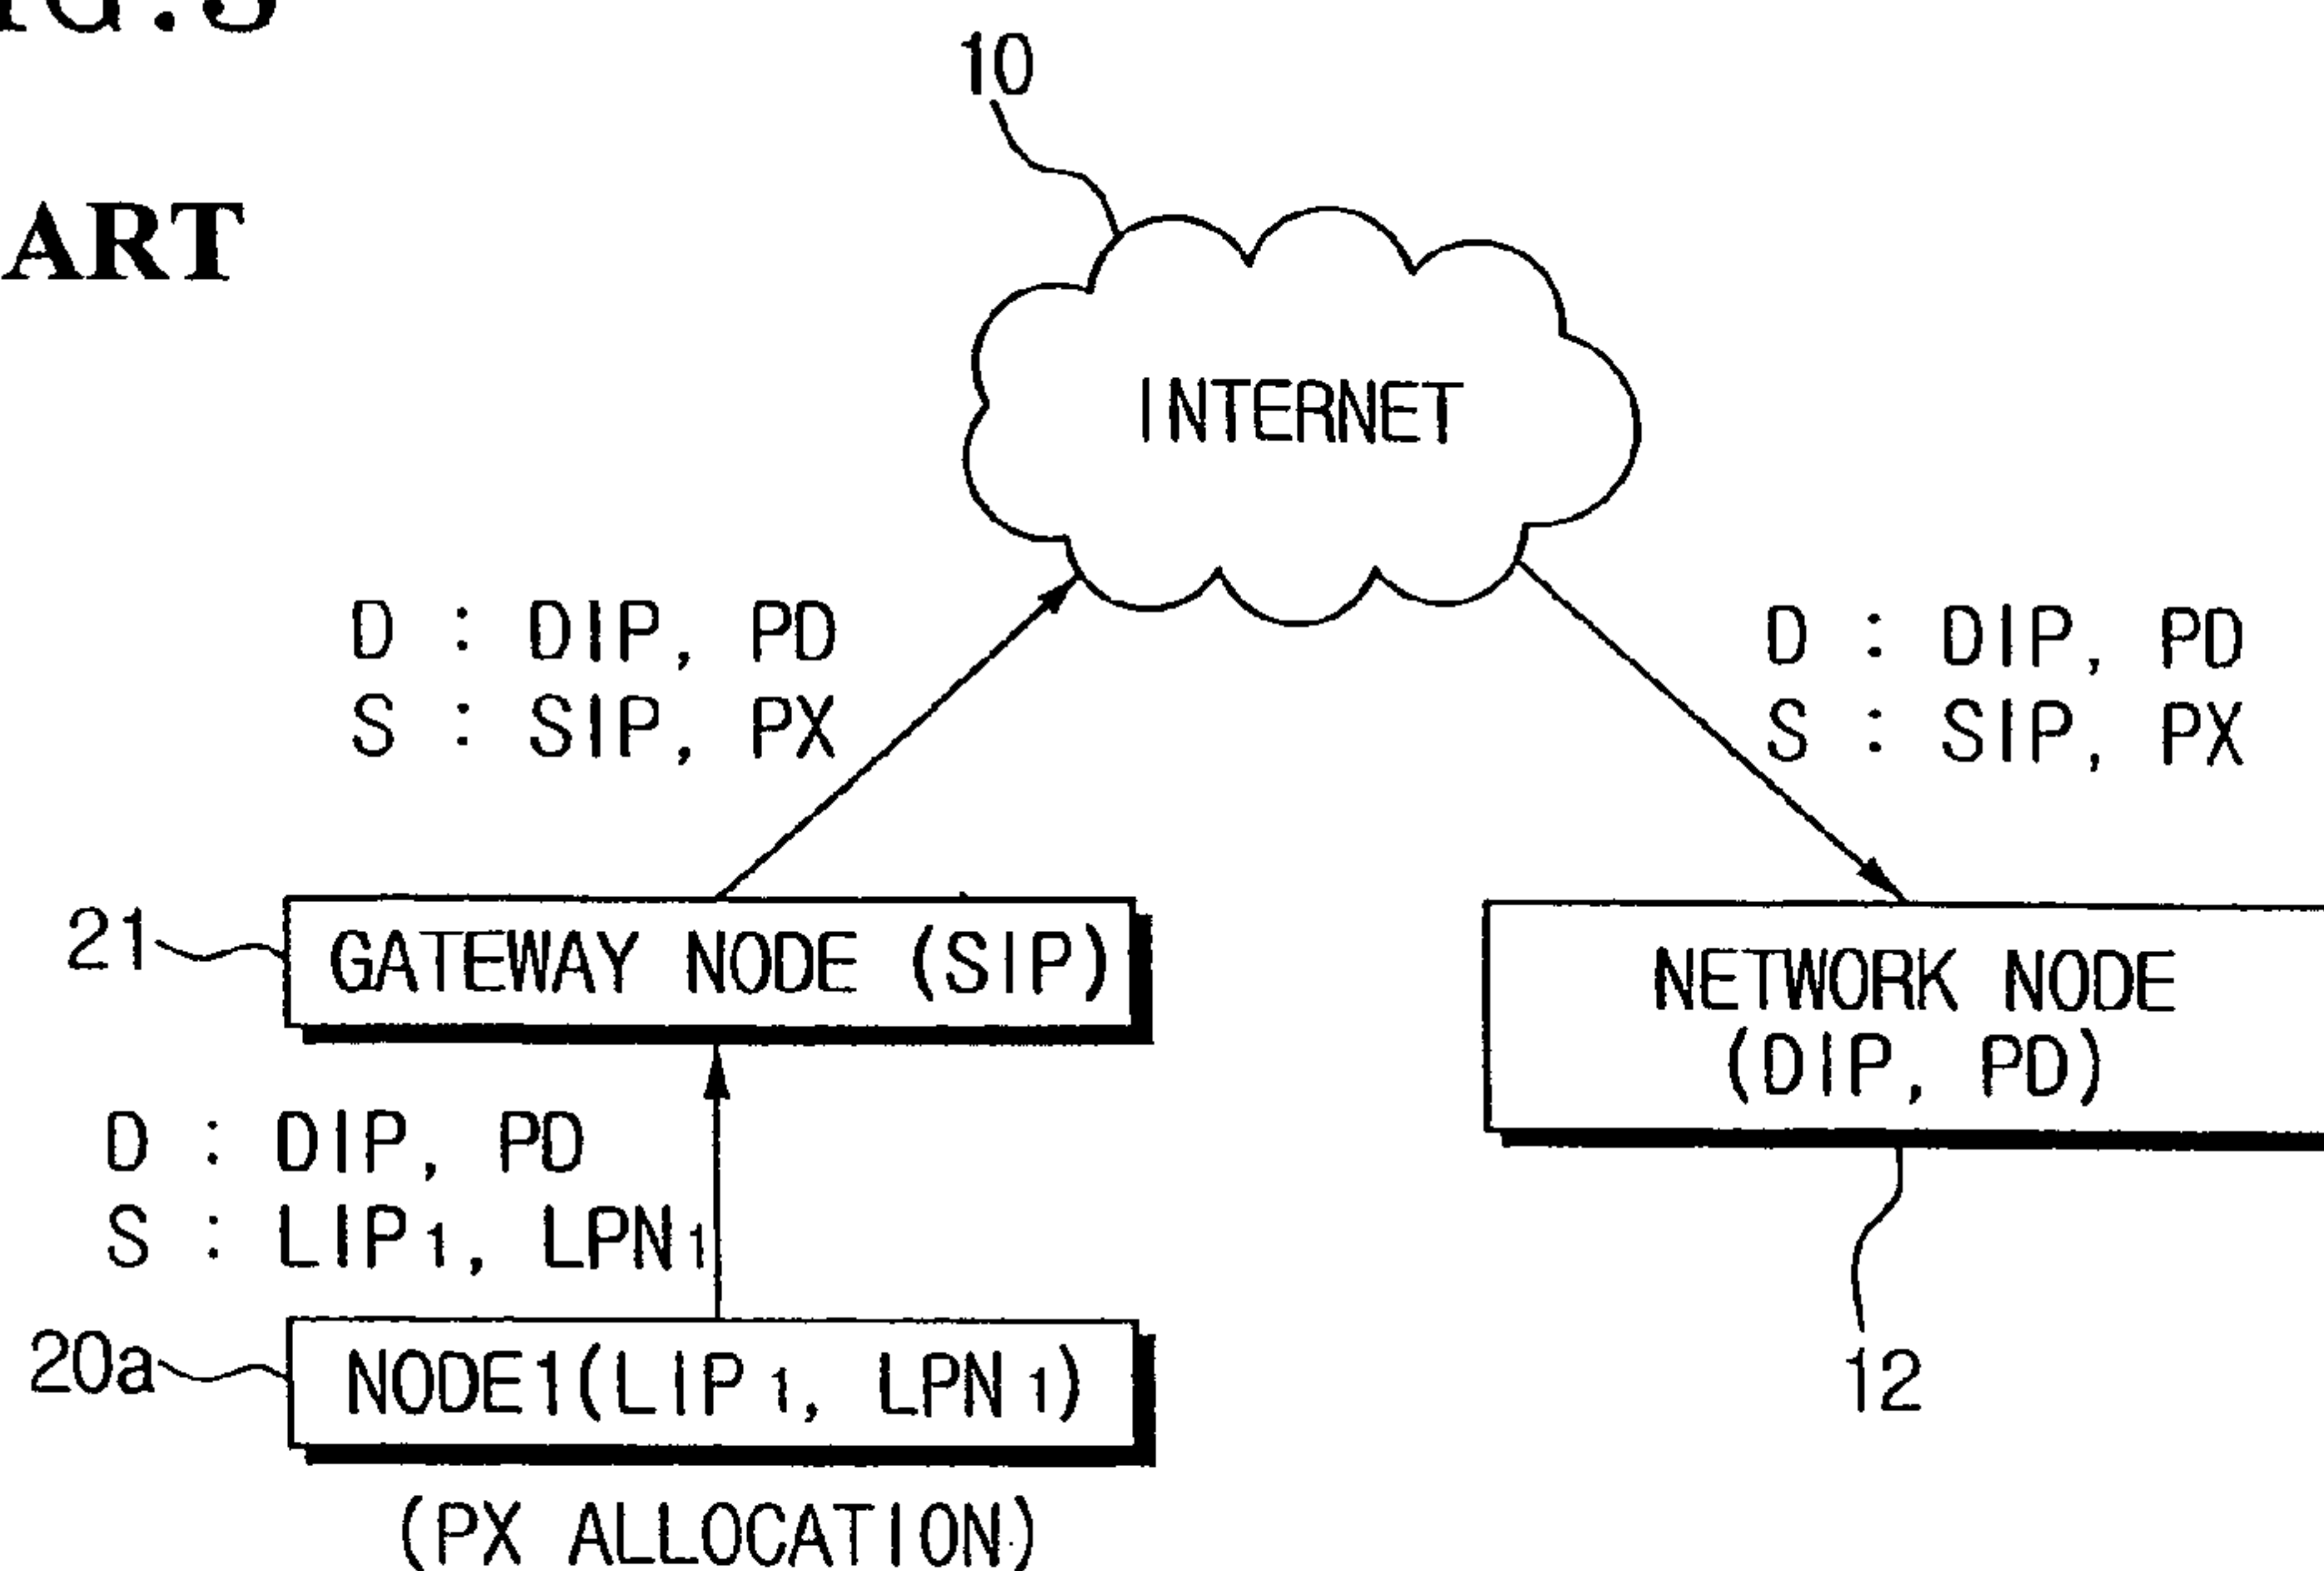 10
ART
INTERNET
D : DIP, PD
S : SIP, PX
D : DIP, PD
S : SIP, PX
21
GATEWAY NODE (SIP)
NETWORK NODE
(DIP, PD)
D : DIP, PD
S : LIP1, LPN1
20a
NODE1(LIP1, LPN1)
12
(PX ALLOCATION)